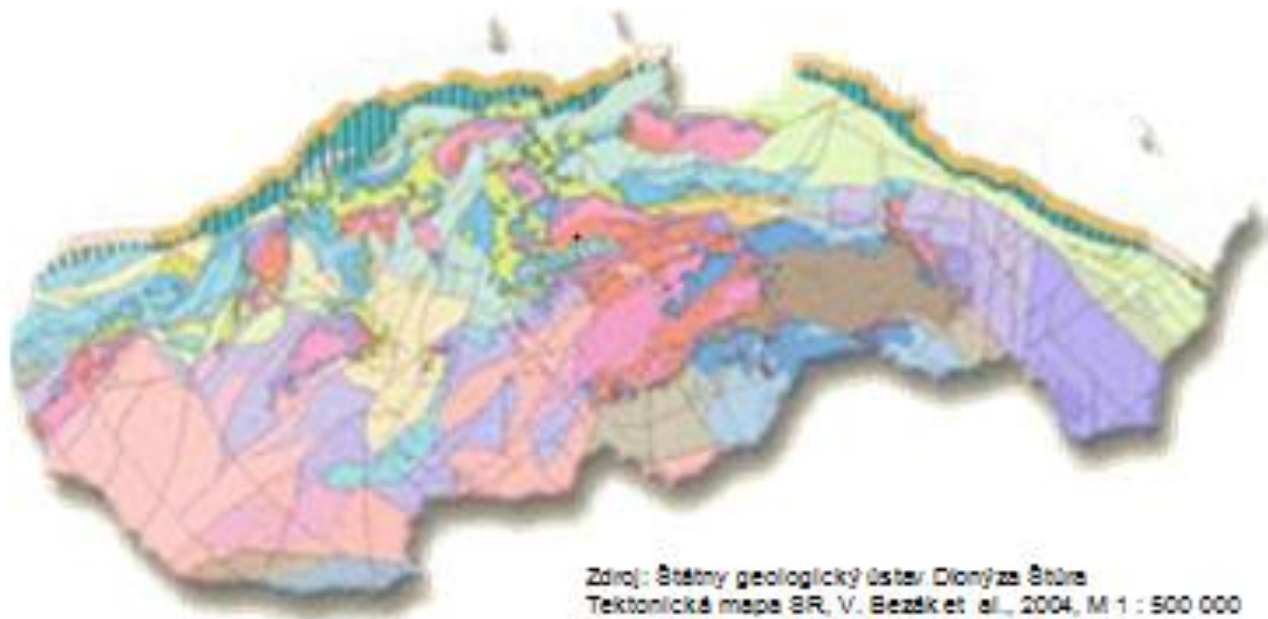 Zdroj: Štátny geologický ústav Dionýza Štúra
Tektonická mapa SR, V. Bezák et al., 2004, M 1 : 500 000